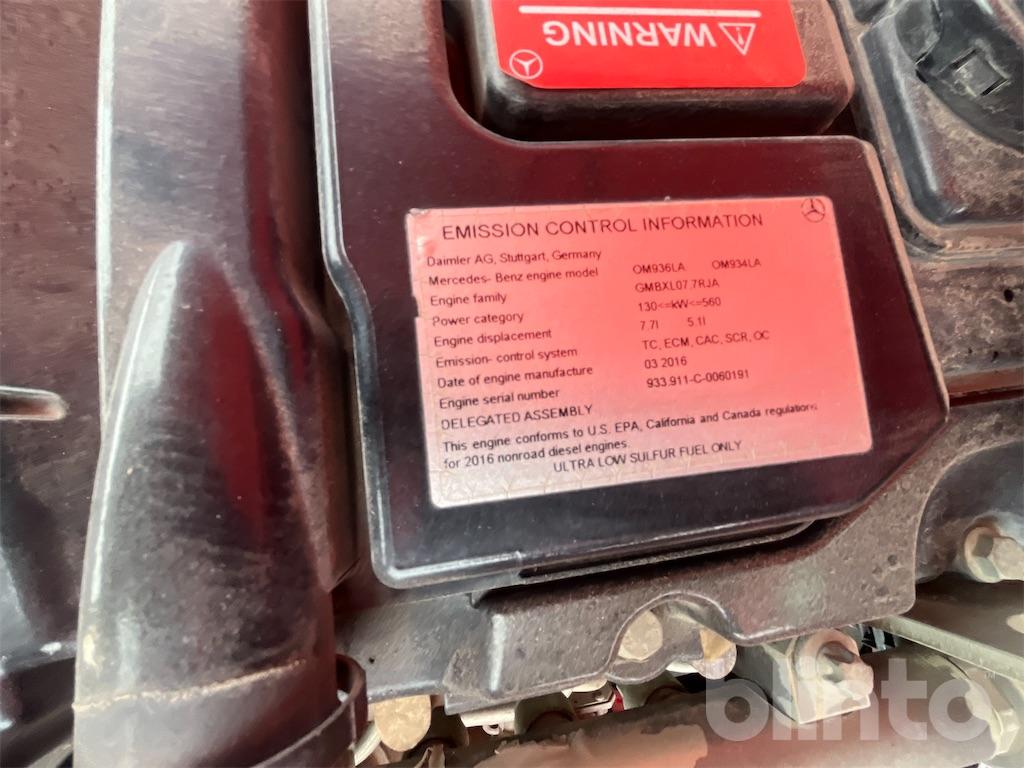 WARNING
EMISSION CONTROL INFORMATION
Daimler AG, Stuttgart, Germany
Mercedes- Benz engine model OM936LA OM934LA
Engine family GMBXL07.7RJA
Power category 130<=kW<=560
Engine displacement 7.7l 5.1l
Emission- control system TC, ECM, CAC, SCR, OC
Date of engine manufacture 03 2016
Engine serial number 933.911-C-0060191
DELEGATED ASSEMBLY
This engine conforms to U.S. EPA, California and Canada regulations
for 2016 nonroad diesel engines.
ULTRA LOW SULFUR FUEL ONLY
blinto